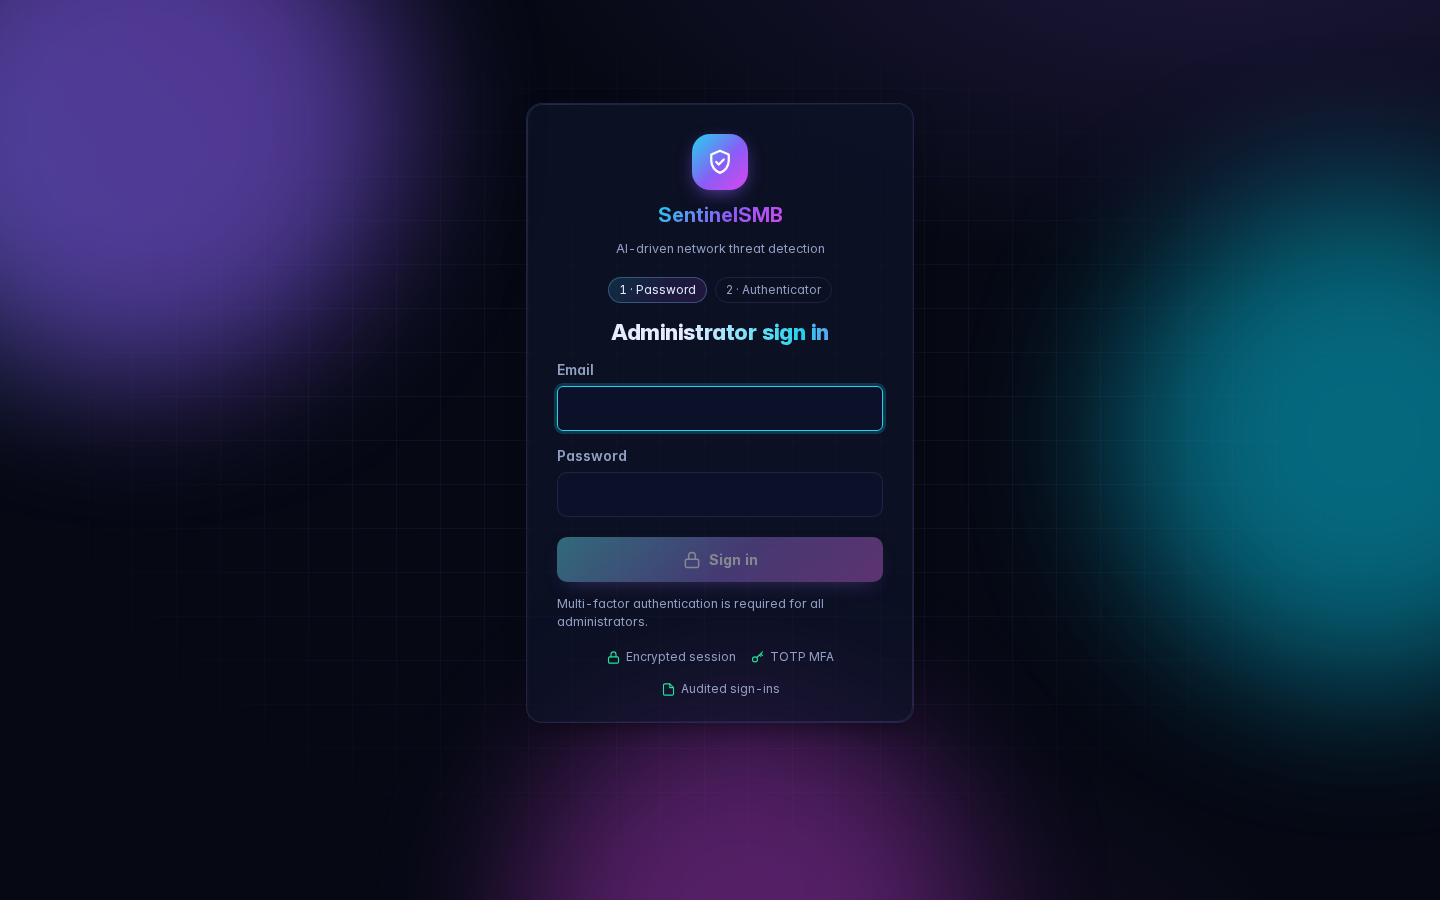 SentinelSMB
AI-driven network threat detection
1 · Password 2 · Authenticator
Administrator sign in
Email
Password
Sign in
Multi-factor authentication is required for all
administrators.
Encrypted session TOTP MFA
Audited sign-ins